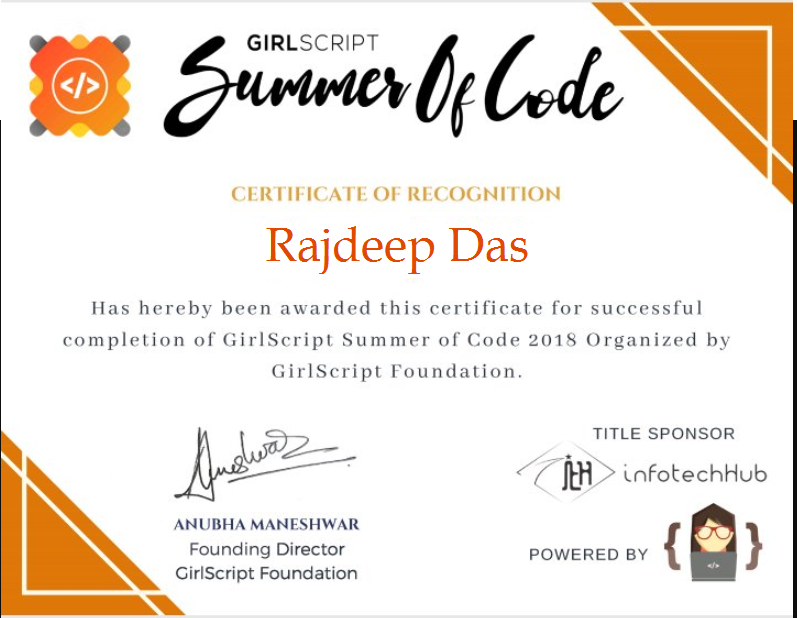 GIRLSCRIPT
Summer Of Code
</>
CERTIFICATE OF RECOGNITION
Rajdeep Das
Has hereby been awarded this certificate for successful
completion of GirlScript Summer of Code 2018 Organized by
GirlScript Foundation.
Anushwar
ANUBHA MANESHWAR
Founding Director
GirlScript Foundation
TITLE SPONSOR
ITH infotechHub
POWERED BY
{ }
</>